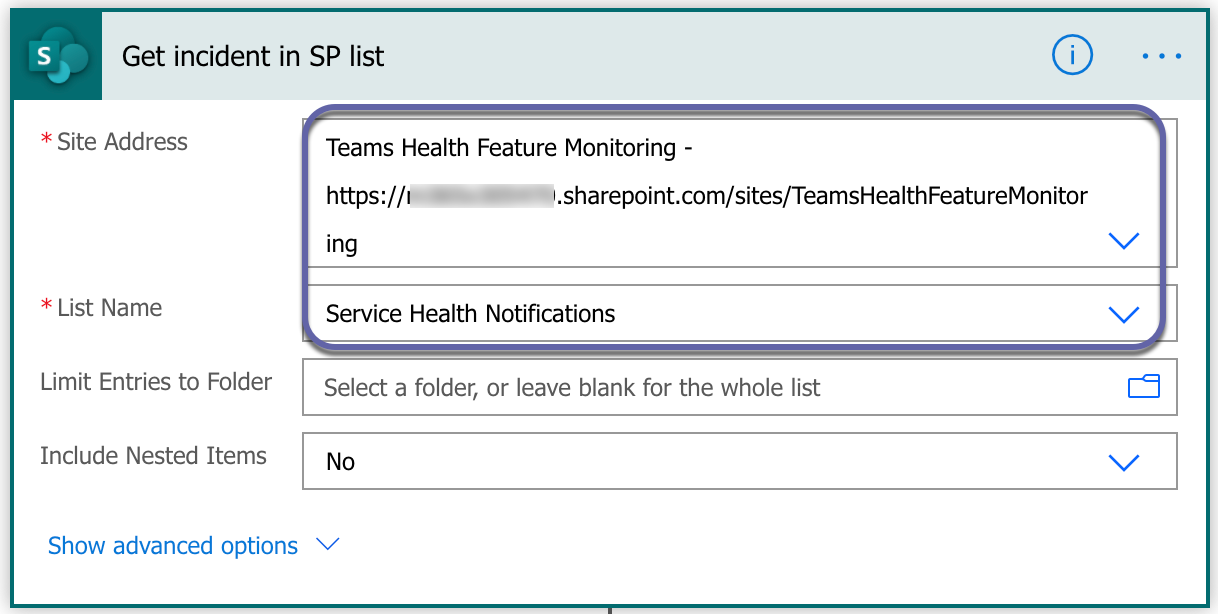 S
Get incident in SP list
i
* Site Address
Teams Health Feature Monitoring -
https:// .sharepoint.com/sites/TeamsHealthFeatureMonitor
ing
* List Name
Service Health Notifications
Limit Entries to Folder
Select a folder, or leave blank for the whole list
Include Nested Items
No
Show advanced options